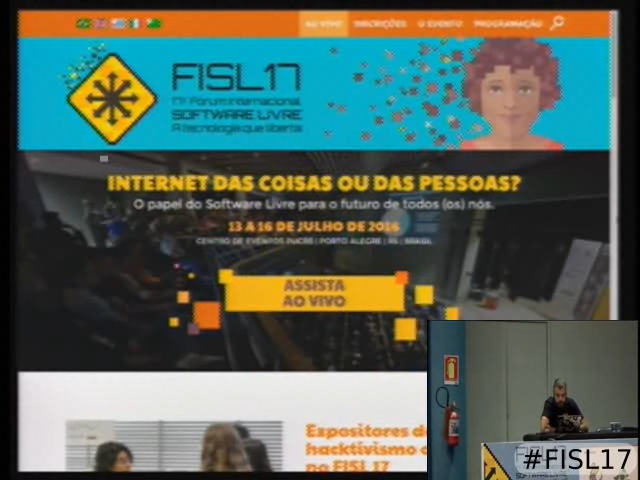 AO VIVO INSCRIÇÕES O EVENTO PROGRAMAÇÃO
FISL17
17º Fórum Internacional
SOFTWARE LIVRE
A tecnologia que liberta
INTERNET DAS COISAS OU DAS PESSOAS?
O papel do Software Livre para o futuro de todos (os) nós.
13 A 16 DE JULHO DE 2016
CENTRO DE EVENTOS PUCRS | PORTO ALEGRE | RS | BRASIL
ASSISTA
AO VIVO
Expositores d
hacktivismo
no FISL 17
#FISL17